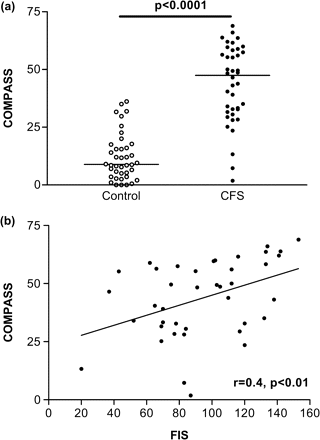 (a)
p<0.0001
75
50
25
0
COMPASS
Control CFS
(b)
75
50
25
0
COMPASS
r=0.4, p<0.01
0 20 40 60 80 100 120 140 160
FIS